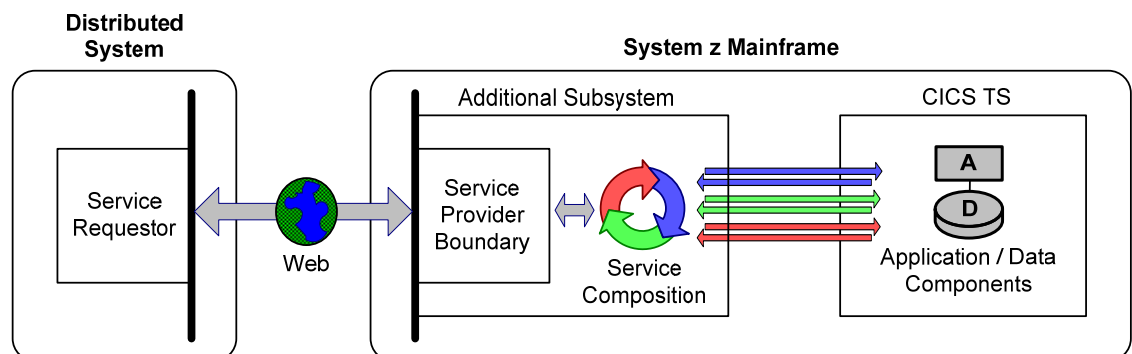 Distributed
System
System z Mainframe
Additional Subsystem
CICS TS
Service
Requestor
Web
Service
Provider
Boundary
Service
Composition
A
D
Application / Data
Components